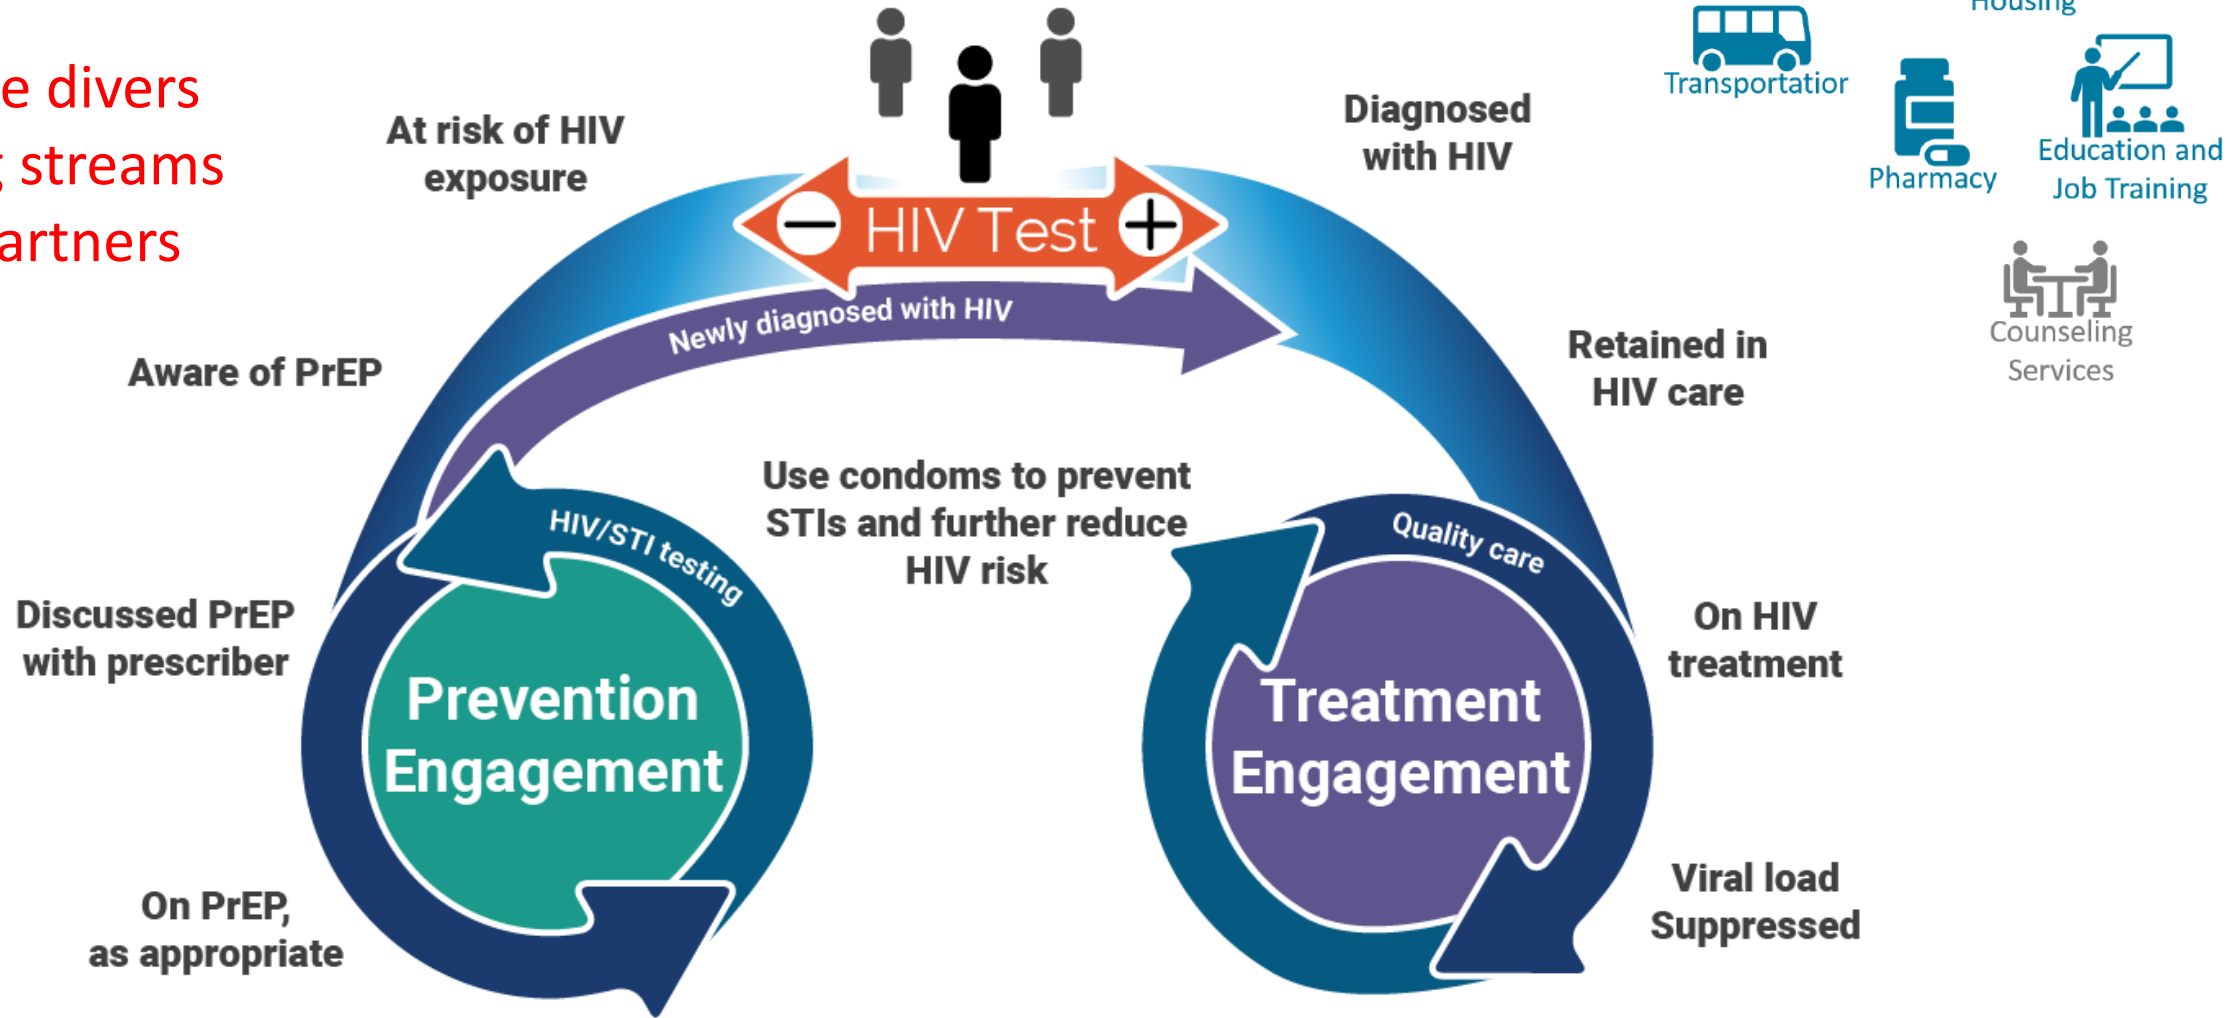 Housing
e divers
streams
artners
At risk of HIV
exposure
Diagnosed
with HIV
Transportatior
Pharmacy
Education and
Job Training
HIV Test
Newly diagnosed with HIV
Counseling
Services
Aware of PrEP
Retained in
HIV care
Use condoms to prevent
STIs and further reduce
HIV risk
HIV/STI testing
Quality care
Discussed PrEP
with prescriber
On HIV
treatment
Prevention
Engagement
Treatment
Engagement
On PrEP,
as appropriate
Viral load
Suppressed